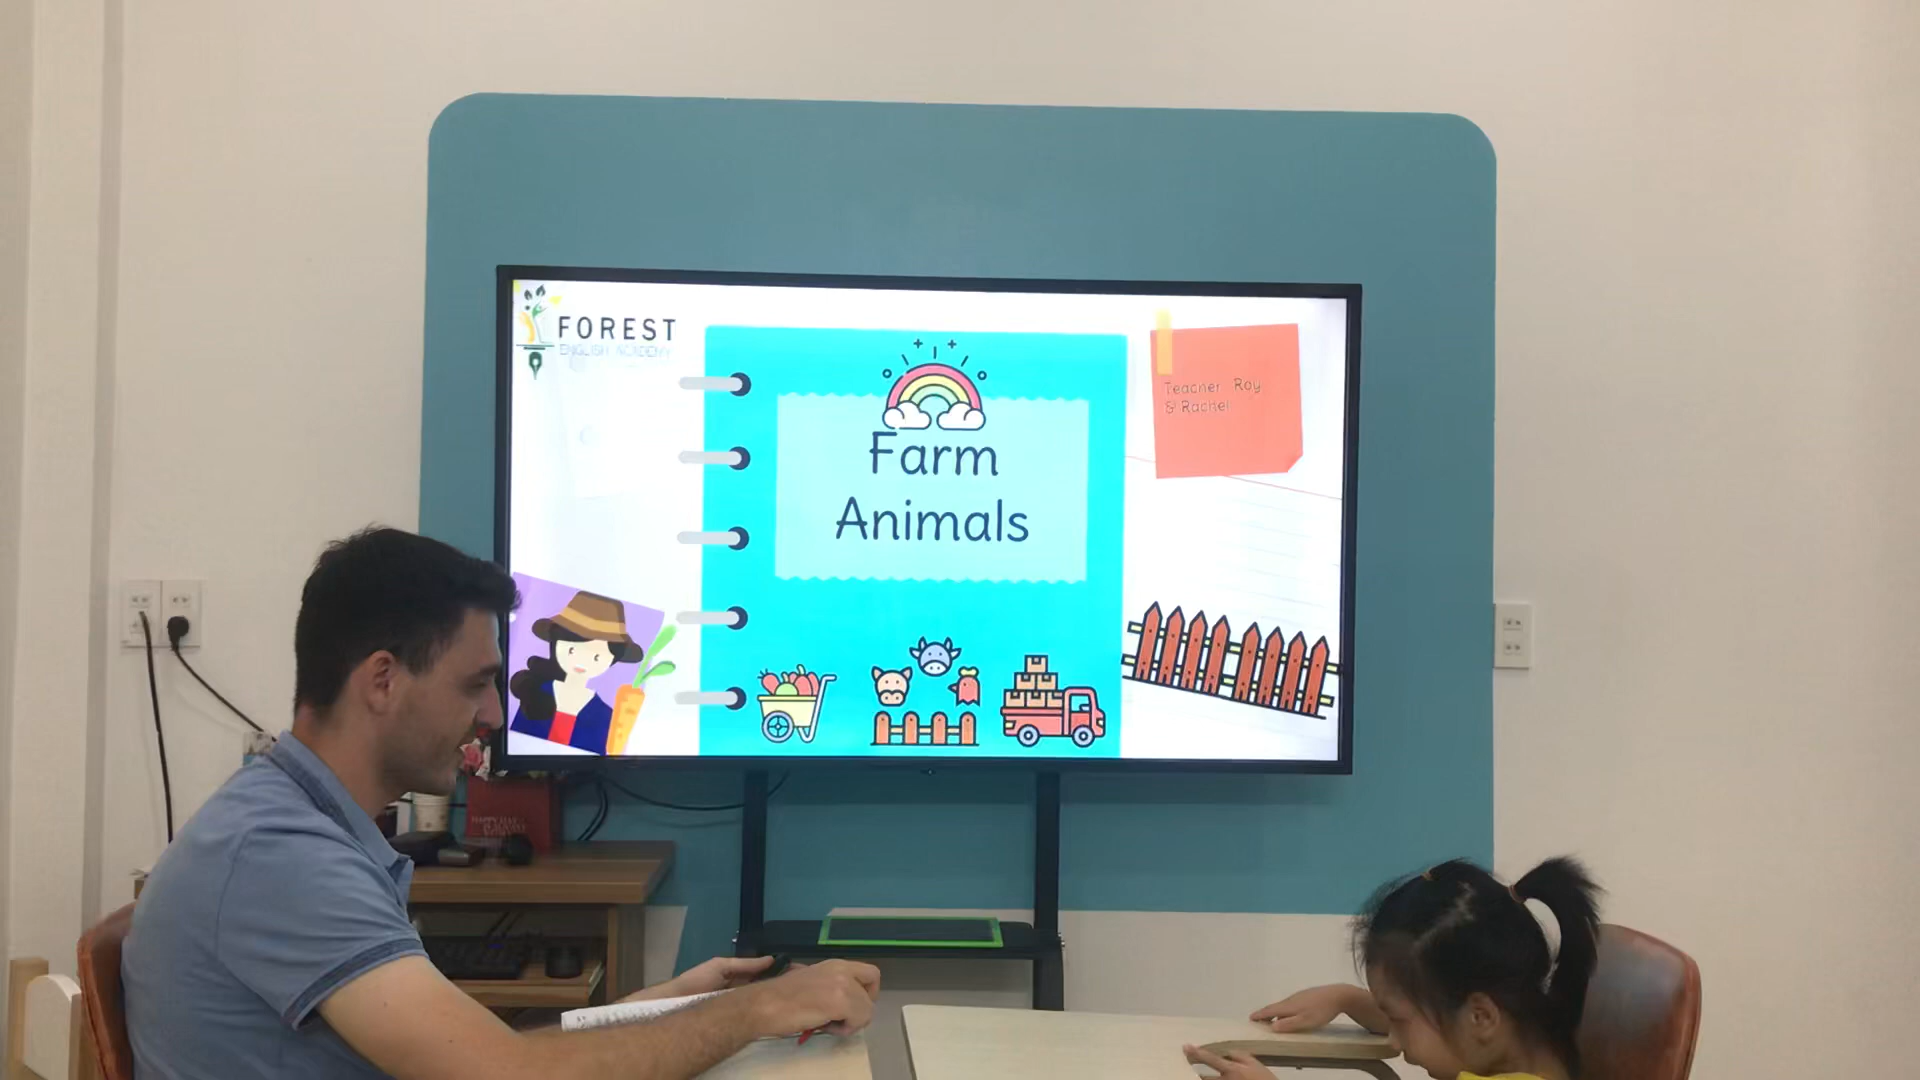 FOREST
ENGLISH ACADEMY
Farm
Animals
Teacher Roy
& Rachel